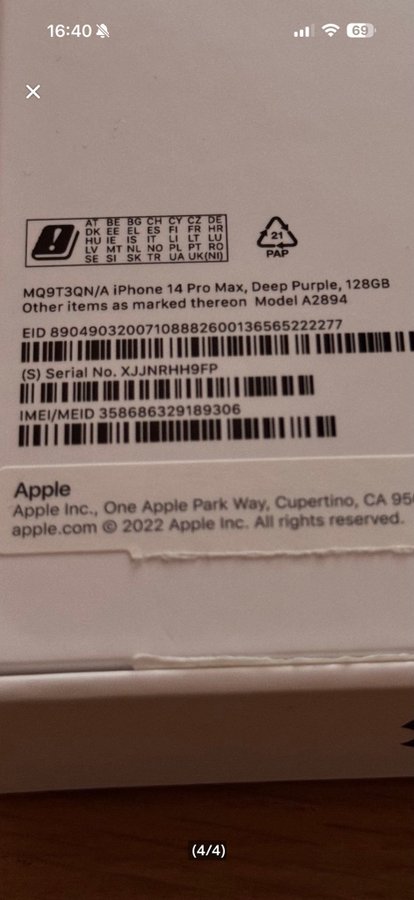 16:40
69
AT BE BG CH CY CZ DE
DK EE EL ES FI FR HR
HU IE IS IT LI LT LU
LV MT NL NO PL PT RO
SE SI SK TR UA UK(NI)
21
PAP
MQ9T3QN/A iPhone 14 Pro Max, Deep Purple, 128GB
Other items as marked thereon Model A2894
EID 89049032007108882600136565222277
(S) Serial No. XJJNRHH9FP
IMEI/MEID 358686329189306
Apple
Apple Inc., One Apple Park Way, Cupertino, CA
apple.com © 2022 Apple Inc. All rights reserved.
(4/4)